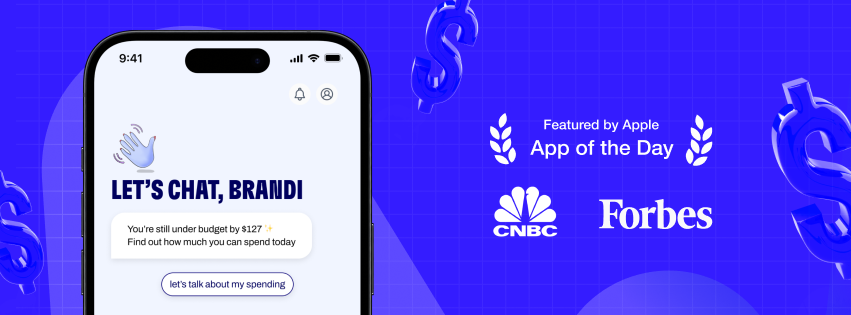 9:41
LET'S CHAT, BRANDI
You're still under budget by $127 ✨
Find out how much you can spend today
let's talk about my spending
Featured by Apple
App of the Day
CNBC
Forbes